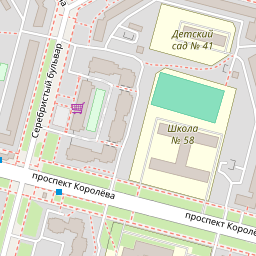 Детский
сад № 41
Серебристый бульвар
Школа
№ 58
проспект Королёва
проспект Королё